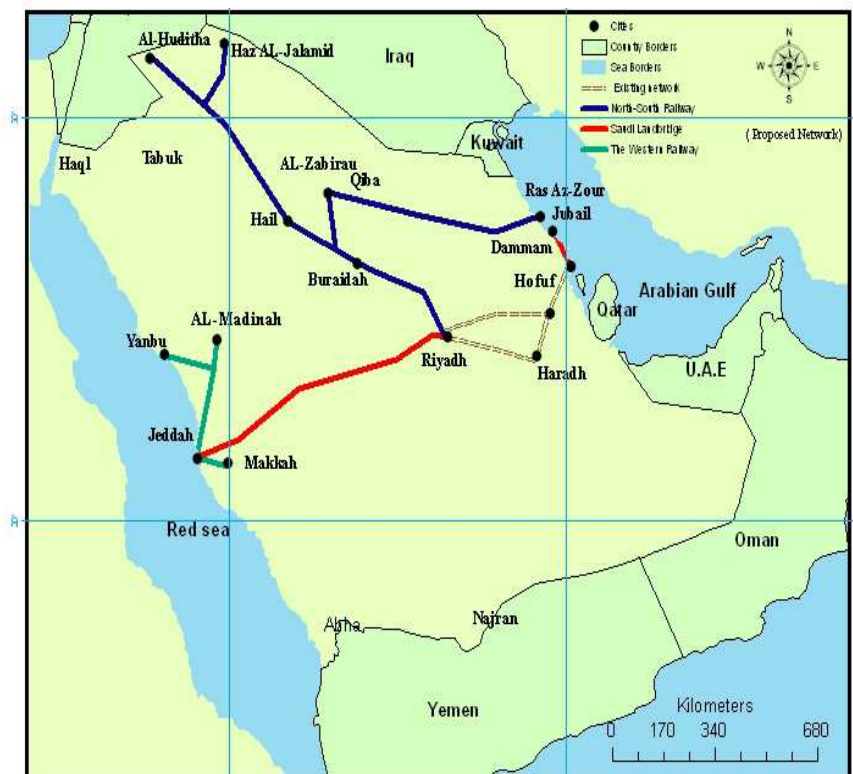 Al-Huditha
Haz AL-Jalamid
Iraq
Cities
Country Borders
Sea Borders
Existing network
North-South Railway
Saudi Landbridge
The Western Railway
( Proposed Network)
N
W E
S
Kuwait
Haql
Tabuk
AL-Zabirau
Qiba
Ras Az-Zour
Jubail
Hail
Dammam
Buraidah
Hofuf
Arabian Gulf
Qatar
AL-Madinah
Yanbu
Riyadh
Haradh
U.A.E
Jeddah
Makkah
Red sea
Oman
Najran
Abha
Yemen
Kilometers
0 170 340 680